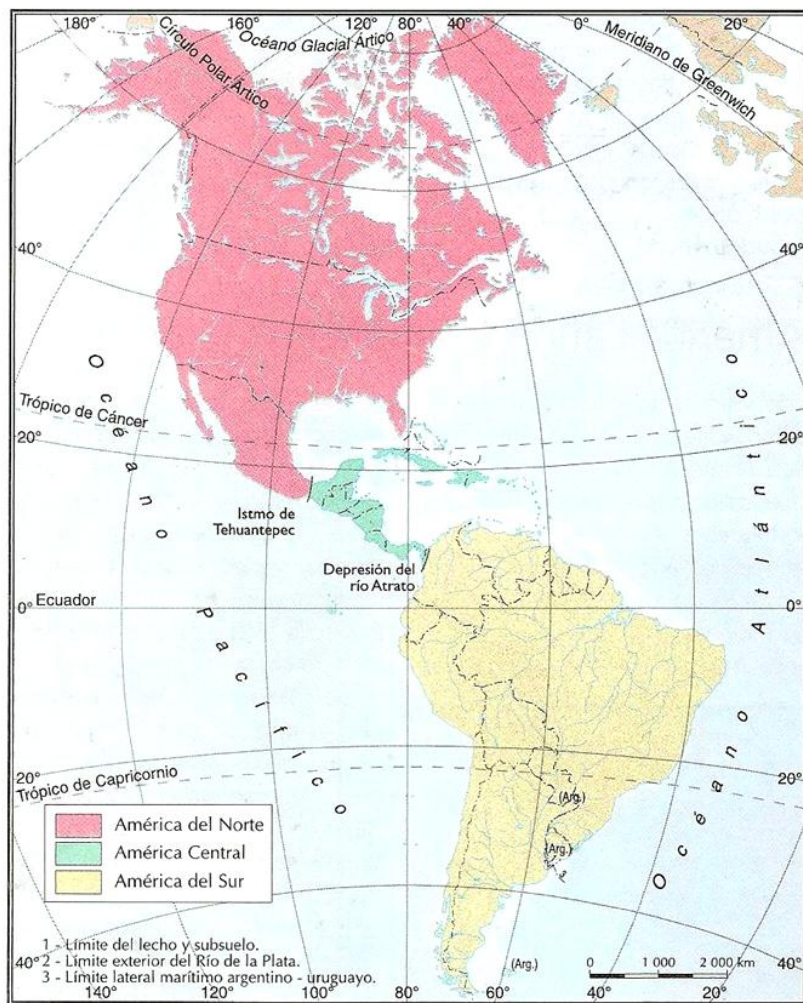 180°
160°
140°
120°
80°
40°
0°
20°
Océano Glacial Ártico
Círculo Polar Ártico
Meridiano de Greenwich
40°
40°
Océano
Trópico de Cáncer
20°
20°
Istmo de
Tehuantepec
Depresión del
río Atrato
Atlántico
0°
Ecuador
0°
Pacífico
Océano
Trópico de Capricornio
20°
20°
(Arg.)
(Arg.)
América del Norte
América Central
América del Sur
1 - Límite del lecho y subsuelo.
2 - Límite exterior del Río de la Plata.
3 - Límite lateral marítimo argentino - uruguayo.
(Arg.)
0 1 000 2 000 km
40°
40°
140° 120° 100° 80° 60° 40° 20°